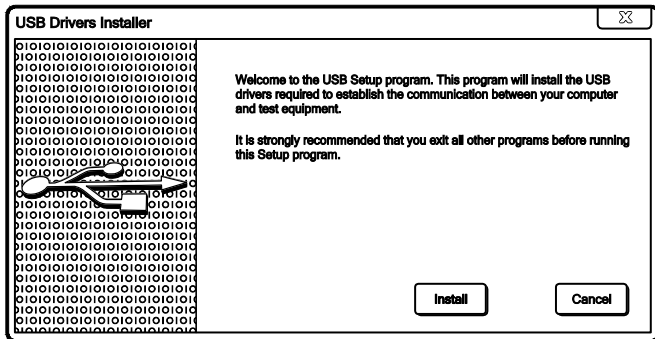 USB Drivers Installer
Welcome to the USB Setup program. This program will install the USB
drivers required to establish the communication between your computer
and test equipment.
It is strongly recommended that you exit all other programs before running
this Setup program.
Install
Cancel